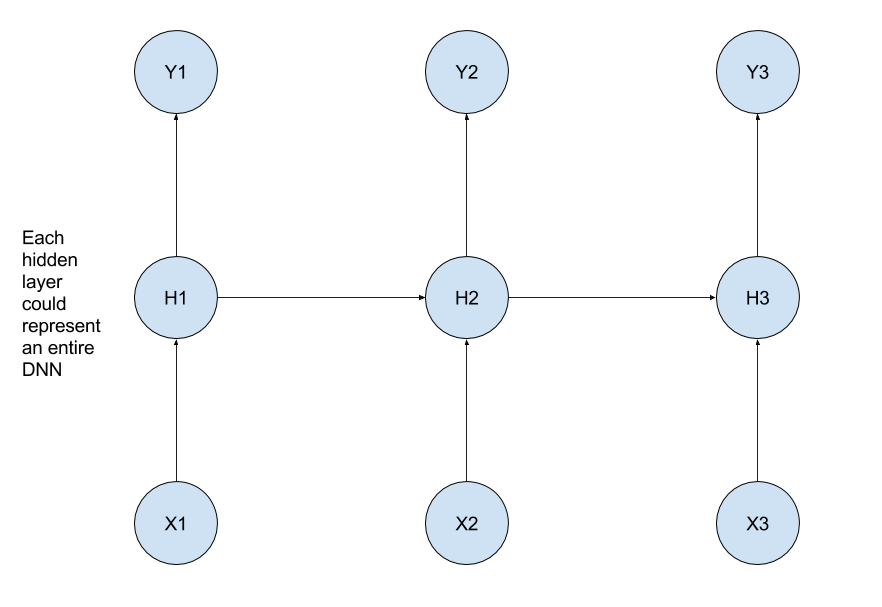 Y1 Y2 Y3
Each
hidden
layer
could
represent
an entire
DNN
H1 H2 H3
X1 X2 X3